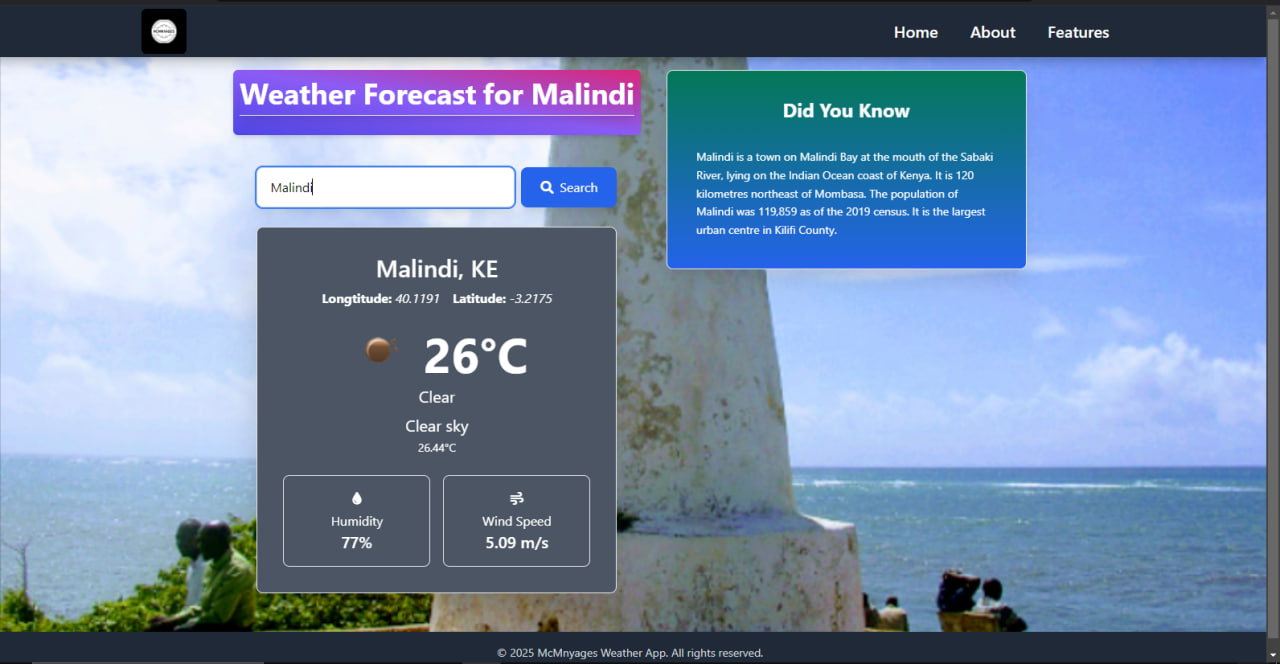 McMNYAGES
Home
About
Features
Weather Forecast for Malindi
Malindi
Search
Malindi, KE
Longtitude: 40.1191 Latitude: -3.2175
26°C
Clear
Clear sky
26.44°C
Humidity
77%
Wind Speed
5.09 m/s
Did You Know
Malindi is a town on Malindi Bay at the mouth of the Sabaki
River, lying on the Indian Ocean coast of Kenya. It is 120
kilometres northeast of Mombasa. The population of
Malindi was 119,859 as of the 2019 census. It is the largest
urban centre in Kilifi County.
© 2025 McMnyages Weather App. All rights reserved.